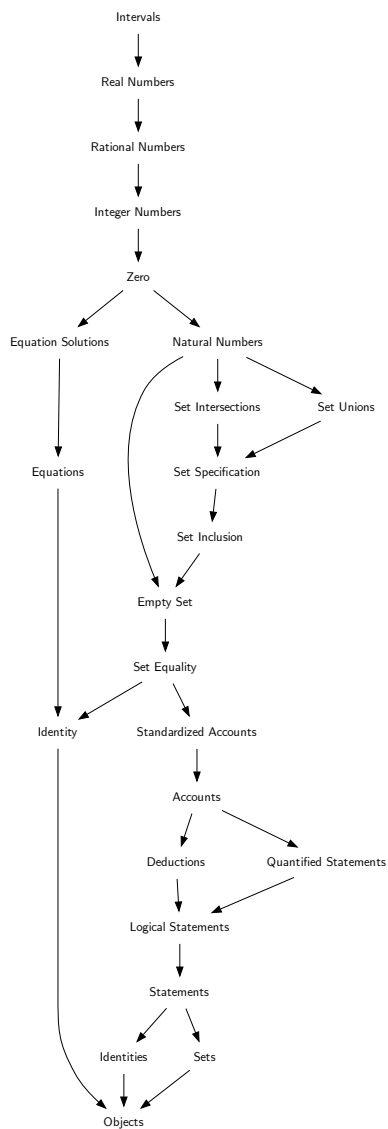 Intervals
Real Numbers
Rational Numbers
Integer Numbers
Zero
Equation Solutions
Natural Numbers
Set Intersections
Set Unions
Equations
Set Specification
Set Inclusion
Empty Set
Set Equality
Identity
Standardized Accounts
Accounts
Deductions
Quantified Statements
Logical Statements
Statements
Identities
Sets
Objects